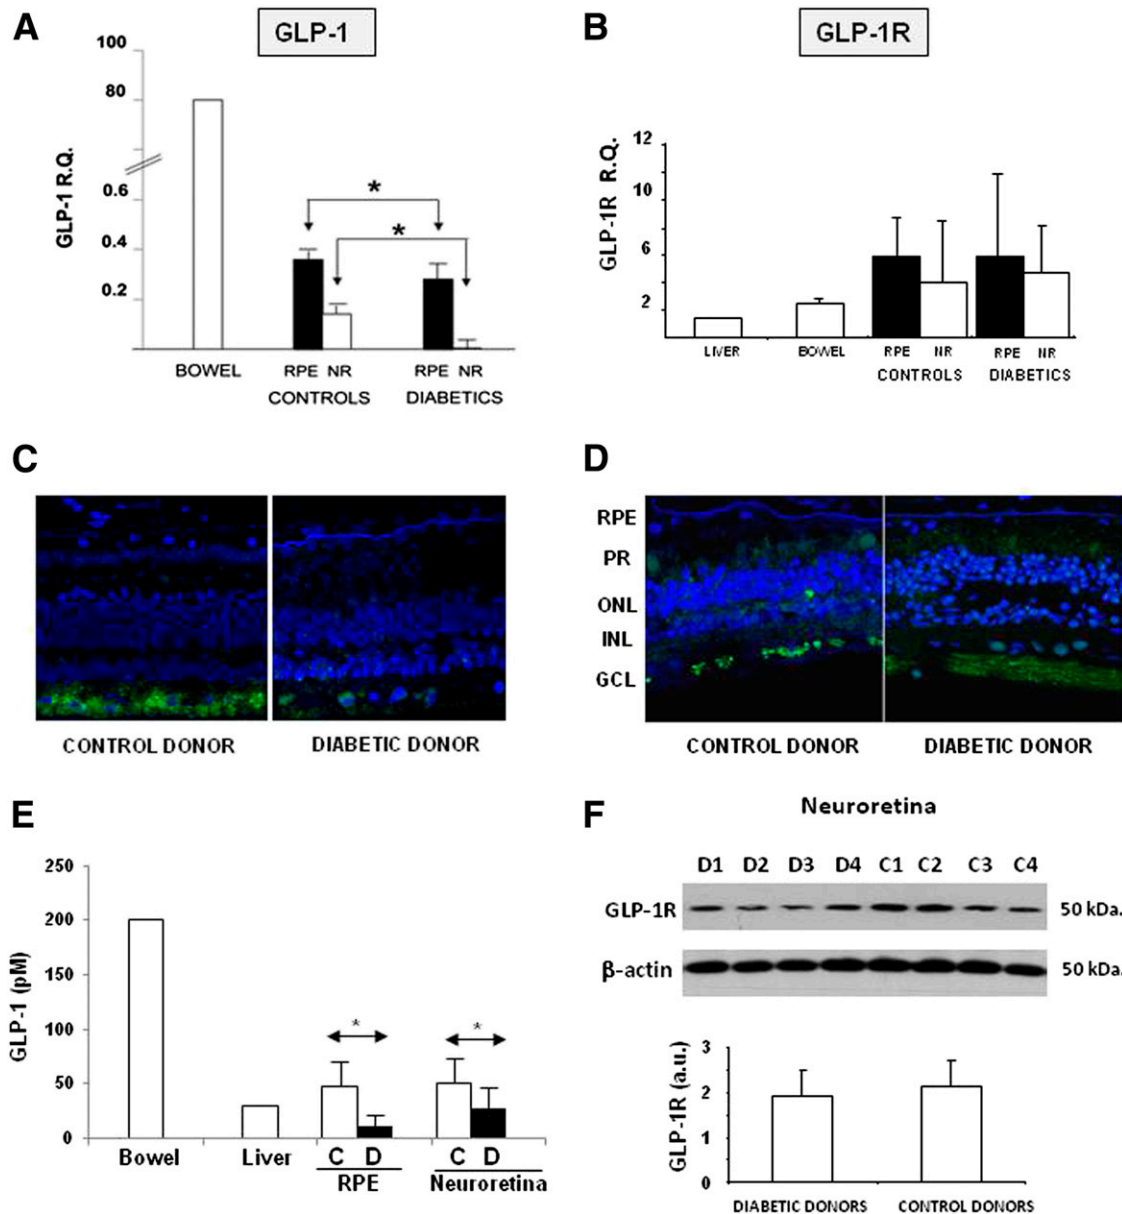 A
GLP-1
100
80
0.6
0.4
0.2
GLP-1 R.Q.
*
*
BOWEL
RPE NR
RPE NR
CONTROLS
DIABETICS
B
GLP-1R
12
10
6
2
GLP-1R R.Q.
LIVER
BOWEL
RPE NR
RPE NR
CONTROLS
DIABETICS
C
CONTROL DONOR
DIABETIC DONOR
D
RPE
PR
ONL
INL
GCL
CONTROL DONOR
DIABETIC DONOR
E
250
200
150
100
50
0
GLP-1 (pM)
*
*
Bowel
Liver
C D
C D
RPE
Neuroretina
F
Neuroretina
D1 D2 D3 D4 C1 C2 C3 C4
GLP-1R
50 kDa.
β-actin
50 kDa.
3
2
1
0
GLP-1R (a.u.)
DIABETIC DONORS
CONTROL DONORS